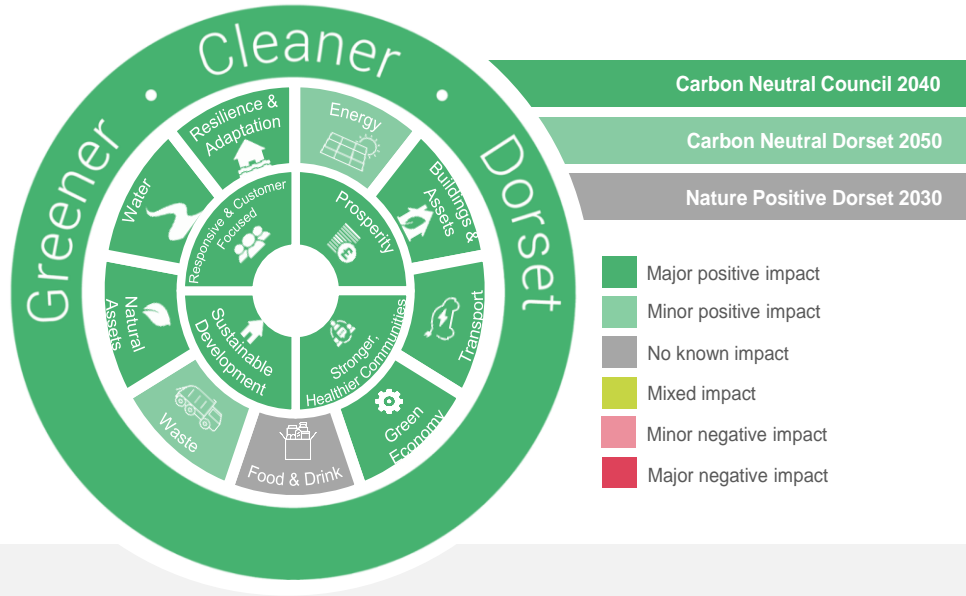 Greener · Cleaner · Dorset
Resilience &
Adaptation
Energy
Buildings &
Assets
Transport
Green
Economy
Food & Drink
Waste
Natural
Assets
Water
Responsive & Customer
Focused
Prosperity
£
Stronger,
Healthier Communities
Sustainable
Development
Carbon Neutral Council 2040
Carbon Neutral Dorset 2050
Nature Positive Dorset 2030
Major positive impact
Minor positive impact
No known impact
Mixed impact
Minor negative impact
Major negative impact